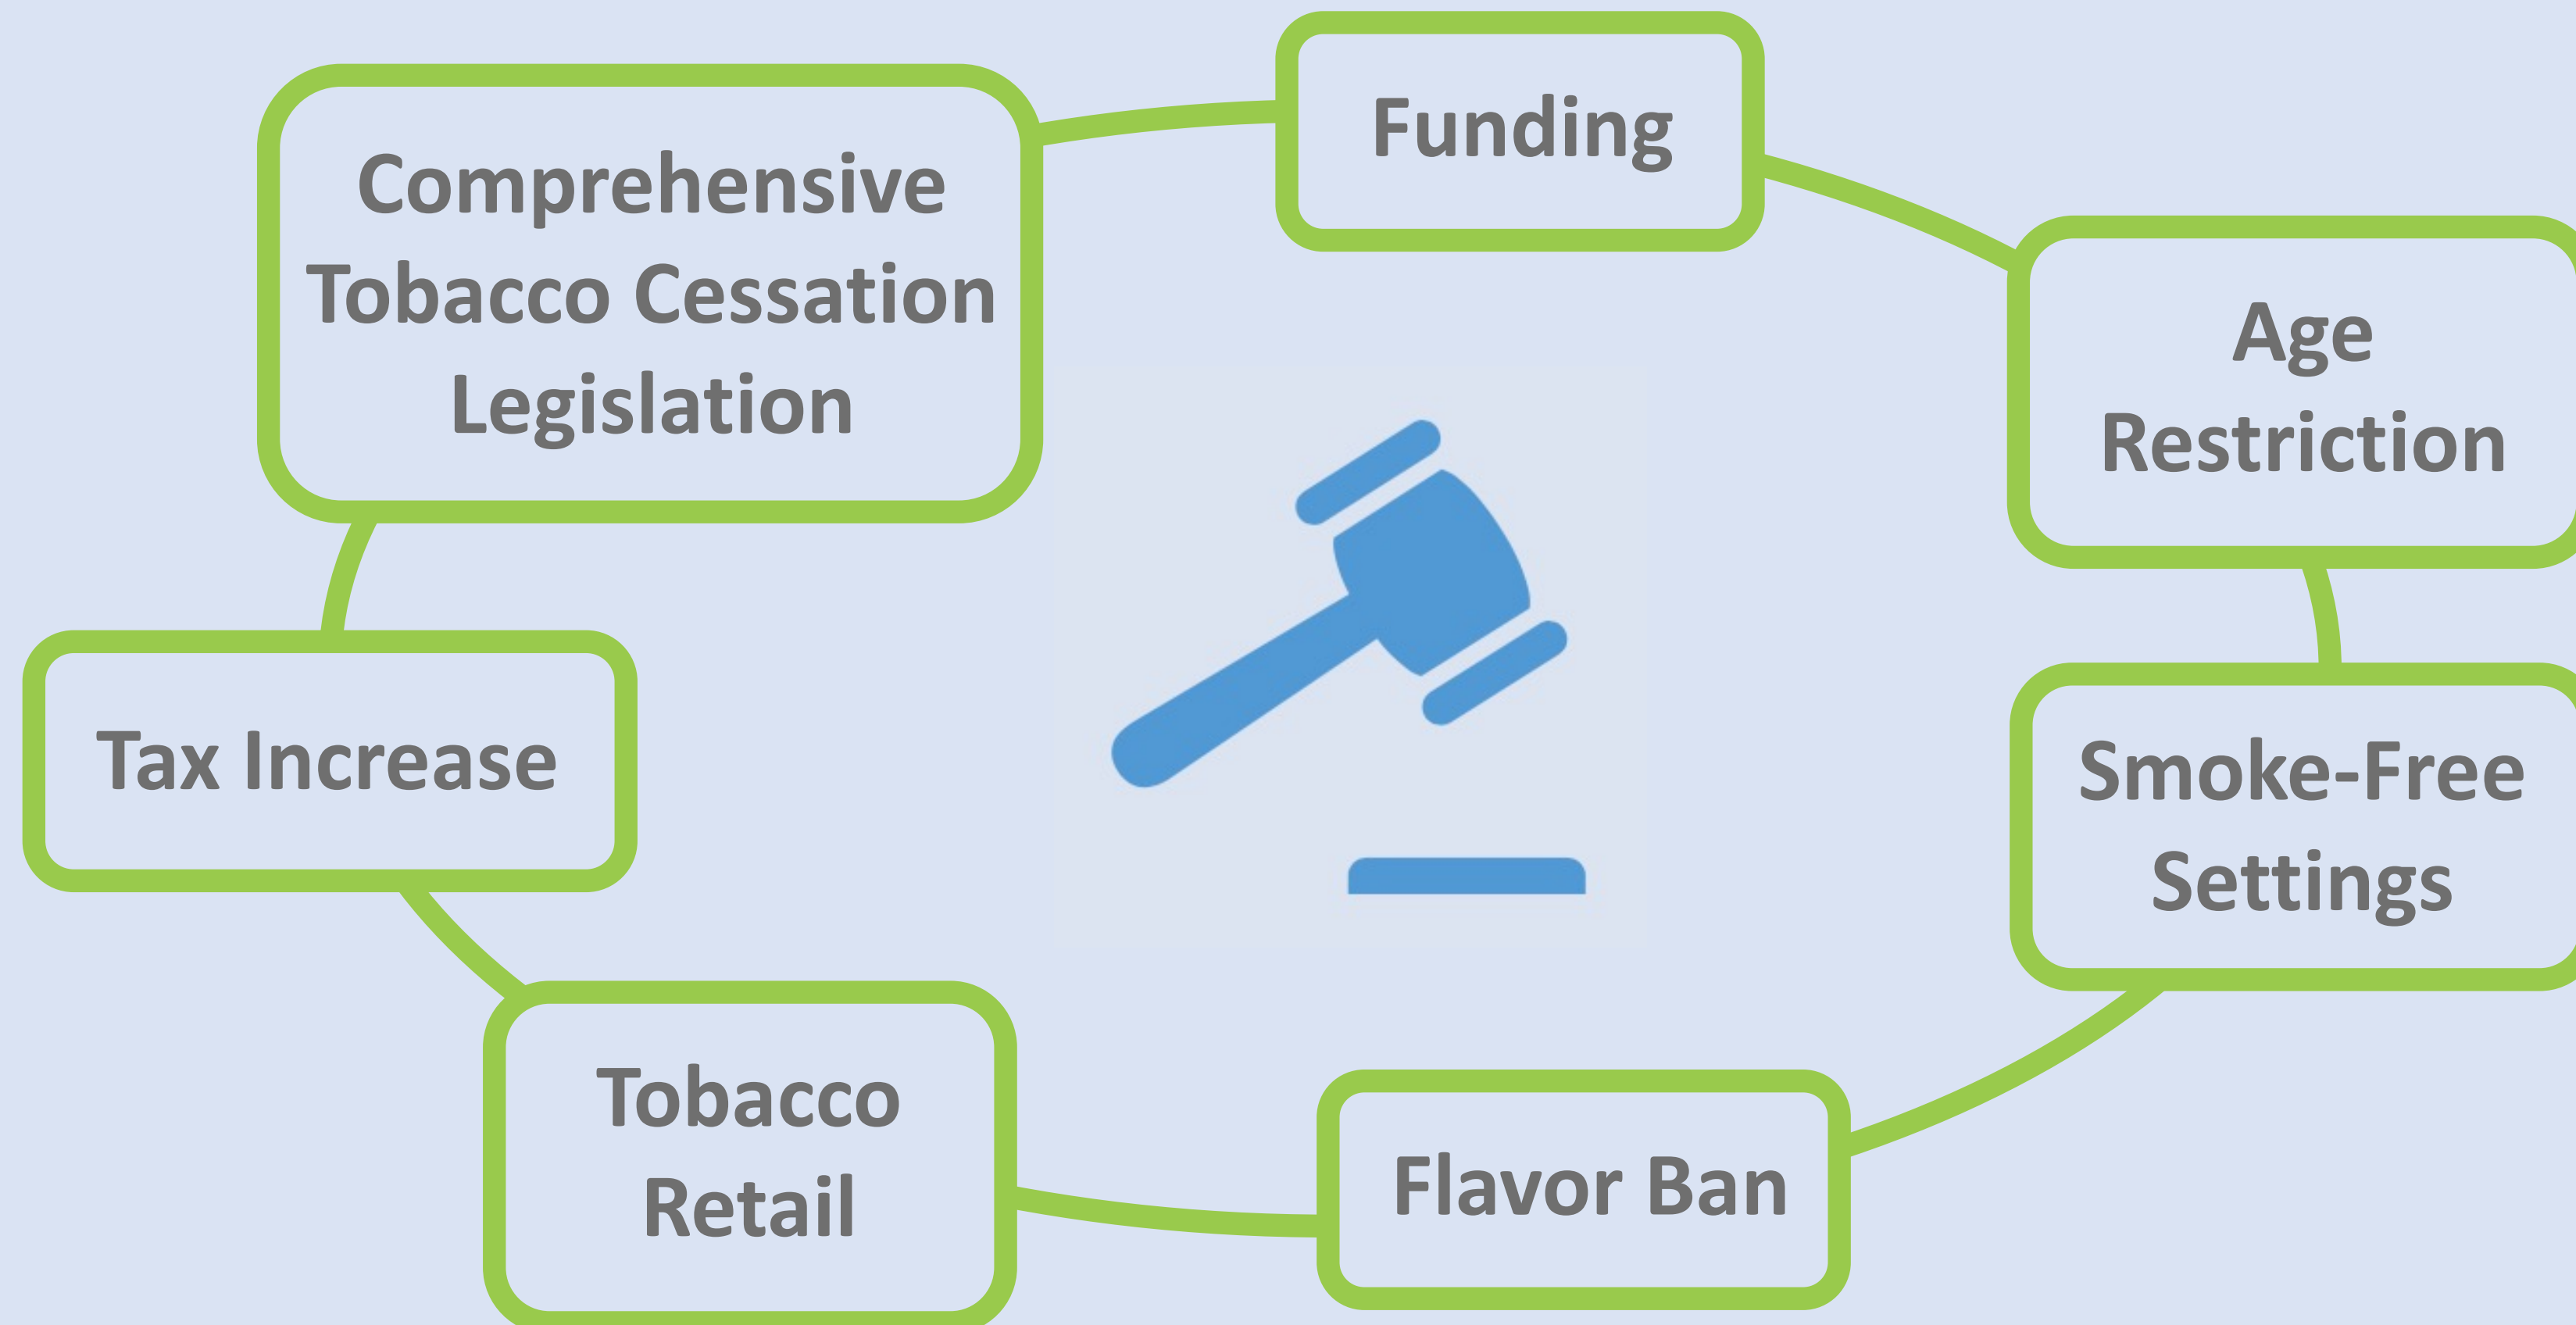 Funding
Comprehensive
Tobacco Cessation
Legislation
Age
Restriction
Tax Increase
Smoke-Free
Settings
Tobacco
Retail
Flavor Ban